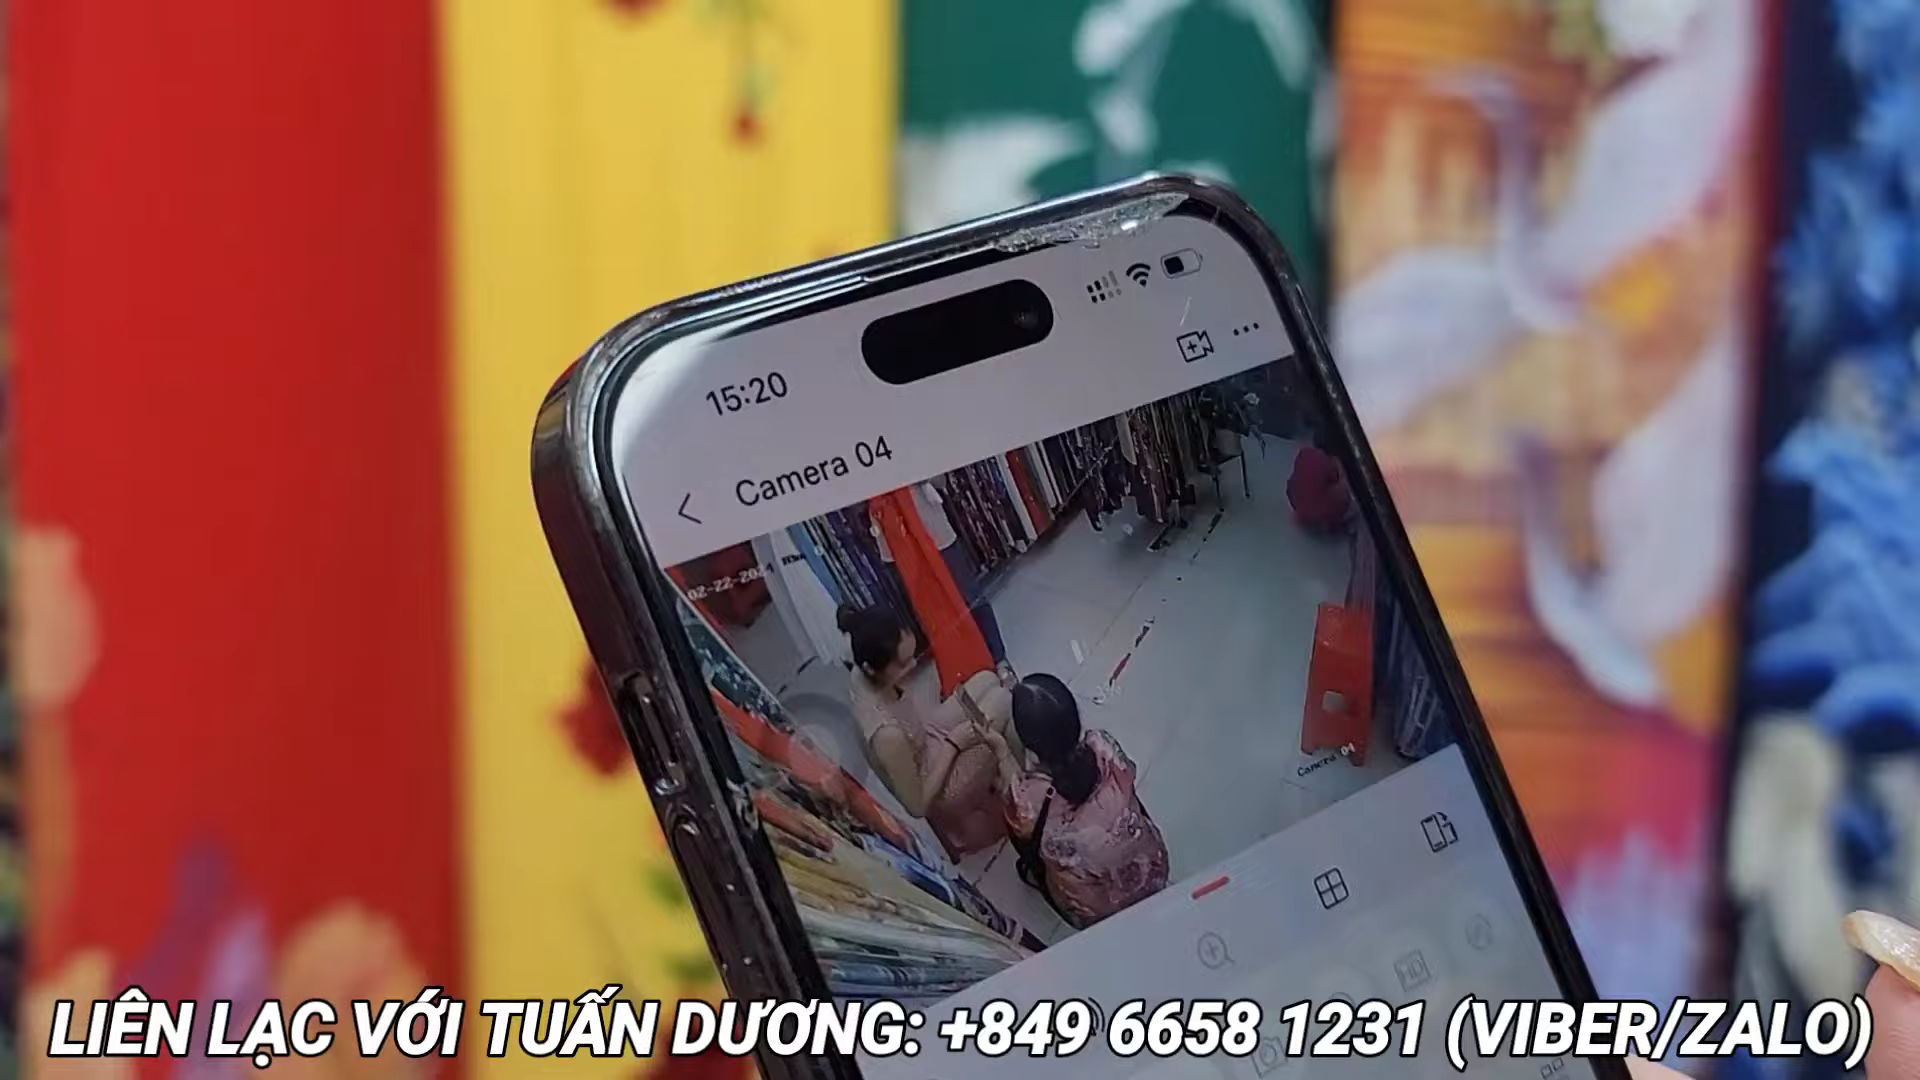 15:20
Camera 04
02-22-2024
Camera 04
HD
LIÊN LẠC VỚI TUẤN DƯƠNG: +849 6658 1231 (VIBER/ZALO)